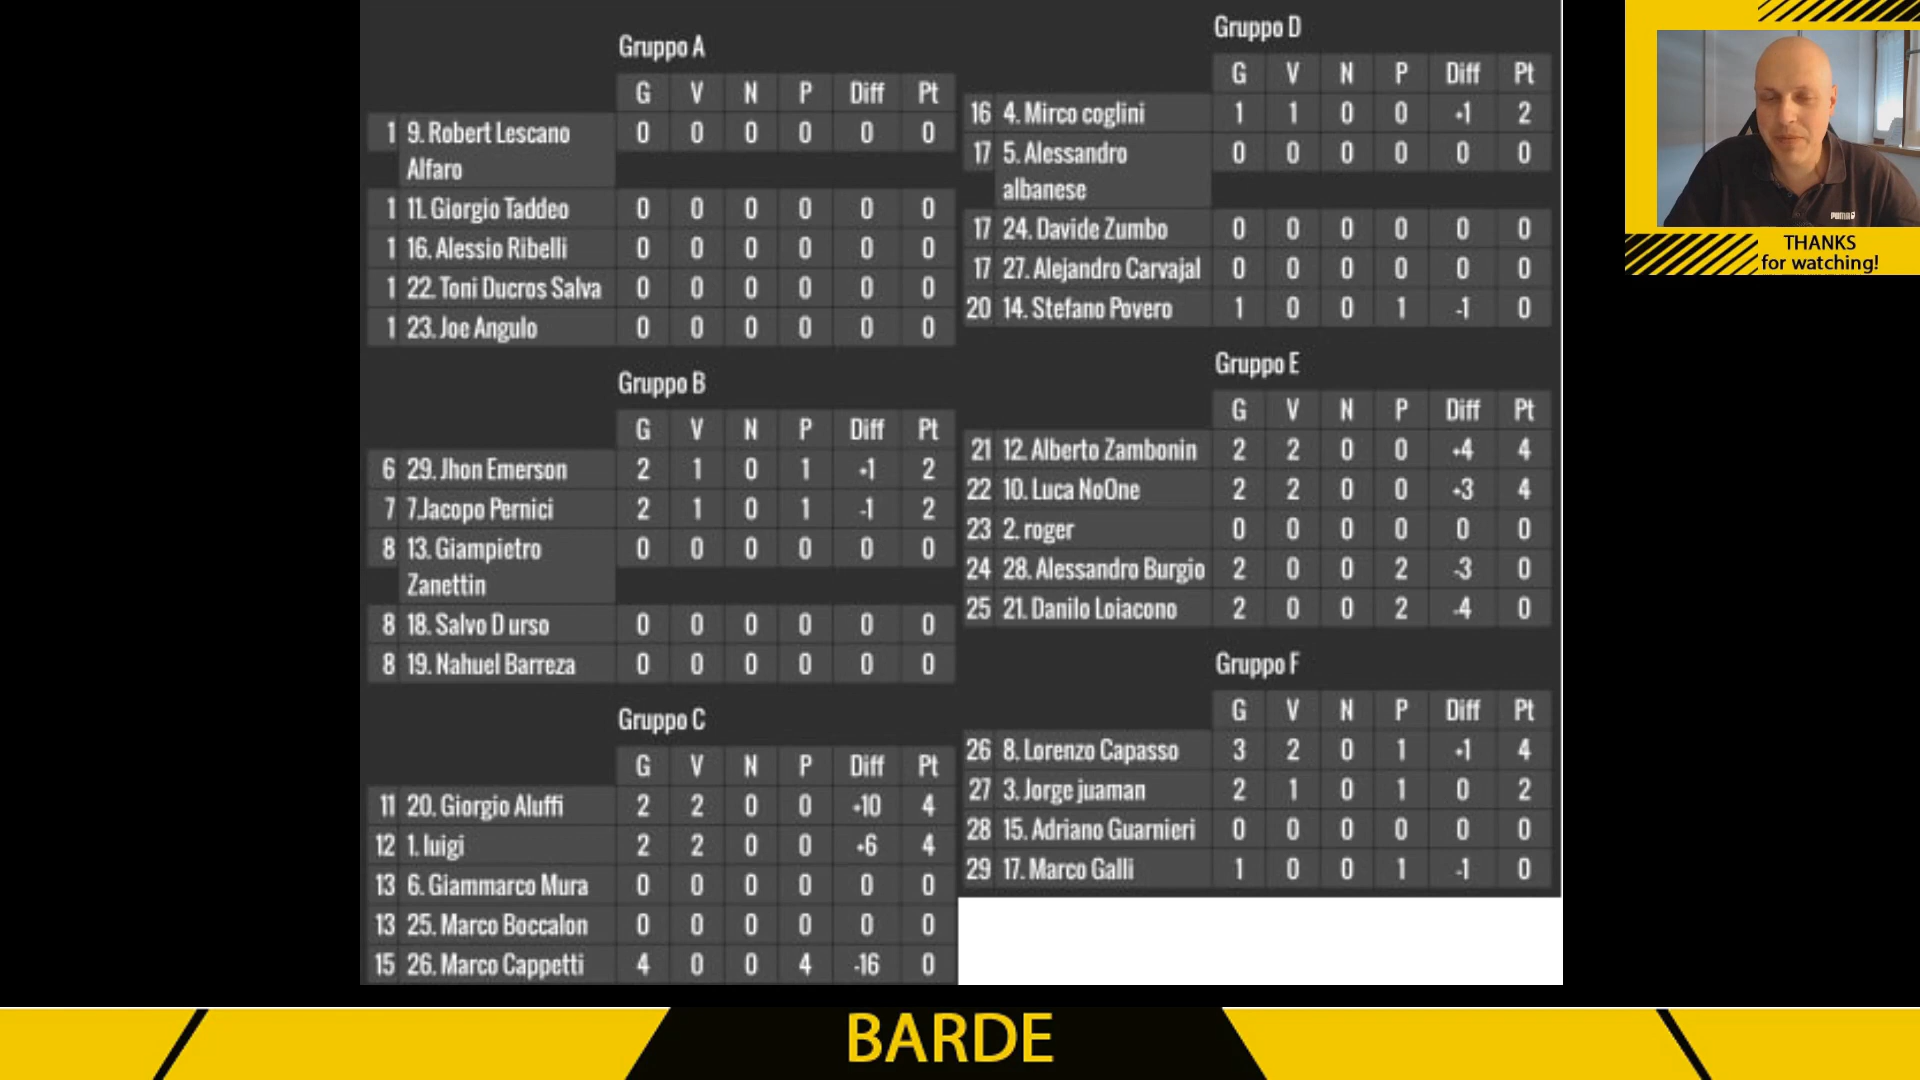 Gruppo A
G V N P Diff Pt
1 9. Robert Lescano 0 0 0 0 0 0
Alfaro
1 11. Giorgio Taddeo 0 0 0 0 0 0
1 16. Alessio Ribelli 0 0 0 0 0 0
1 22. Toni Ducros Salva 0 0 0 0 0 0
1 23. Joe Angulo 0 0 0 0 0 0
Gruppo B
G V N P Diff Pt
6 29. Jhon Emerson 2 1 0 1 +1 2
7 7.Jacopo Pernici 2 1 0 1 -1 2
8 13. Giampietro 0 0 0 0 0 0
Zanettin
8 18. Salvo D urso 0 0 0 0 0 0
8 19. Nahuel Barreza 0 0 0 0 0 0
Gruppo C
G V N P Diff Pt
11 20. Giorgio Aluffi 2 2 0 0 +10 4
12 1. luigi 2 2 0 0 +6 4
13 6. Giammarco Mura 0 0 0 0 0 0
13 25. Marco Boccalon 0 0 0 0 0 0
15 26. Marco Cappetti 4 0 0 4 -16 0
Gruppo D
G V N P Diff Pt
16 4. Mirco coglini 1 1 0 0 +1 2
17 5. Alessandro 0 0 0 0 0 0
albanese
17 24. Davide Zumbo 0 0 0 0 0 0
17 27. Alejandro Carvajal 0 0 0 0 0 0
20 14. Stefano Povero 1 0 0 1 -1 0
Gruppo E
G V N P Diff Pt
21 12. Alberto Zambonin 2 2 0 0 +4 4
22 10. Luca NoOne 2 2 0 0 +3 4
23 2. roger 0 0 0 0 0 0
24 28. Alessandro Burgio 2 0 0 2 -3 0
25 21. Danilo Loiacono 2 0 0 2 -4 0
Gruppo F
G V N P Diff Pt
26 8. Lorenzo Capasso 3 2 0 1 +1 4
27 3. Jorge juaman 2 1 0 1 0 2
28 15. Adriano Guarnieri 0 0 0 0 0 0
29 17. Marco Galli 1 0 0 1 -1 0
PUMA
THANKS
for watching!
BARDE